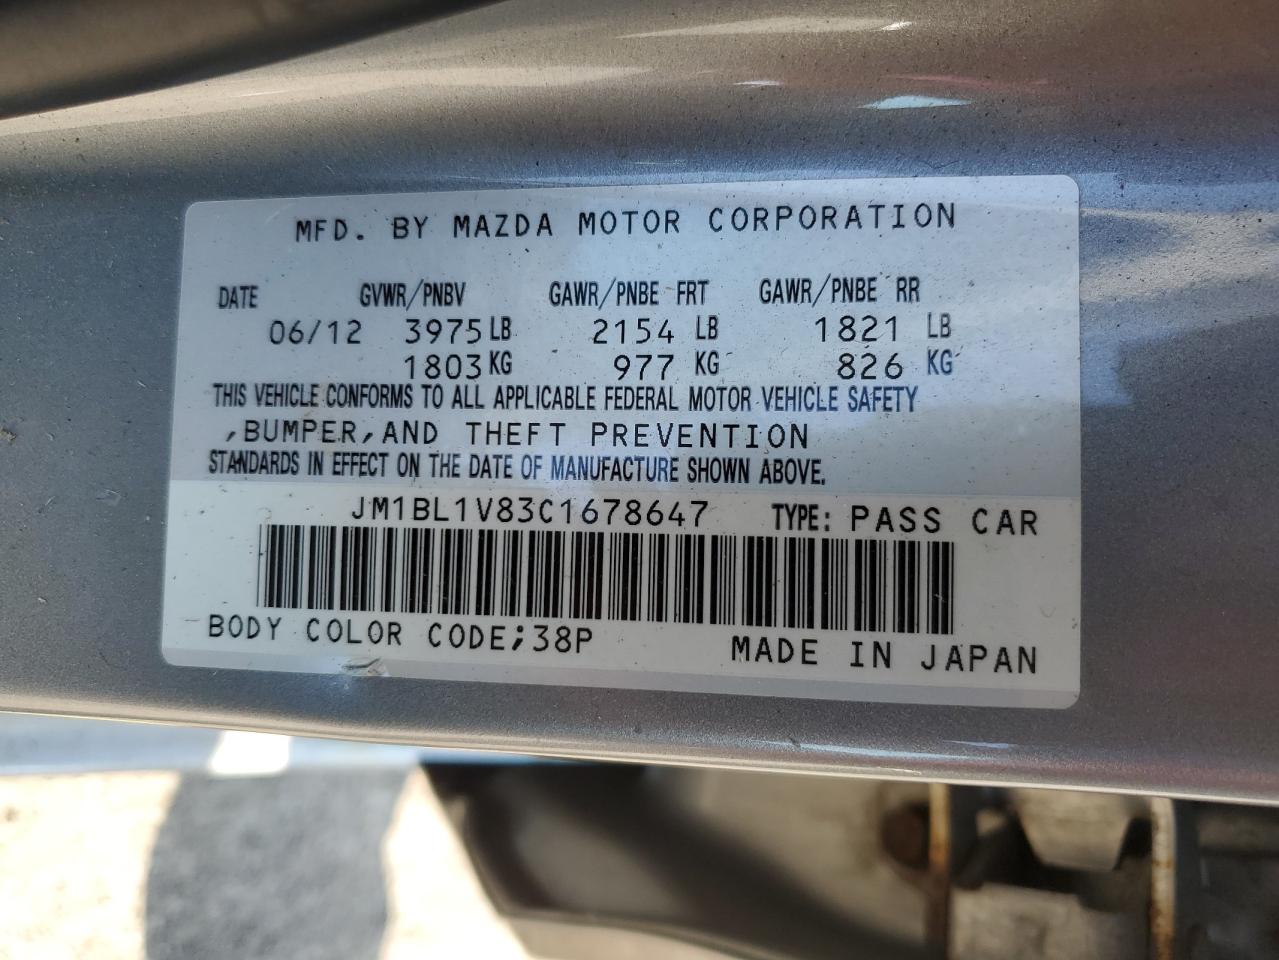 MFD. BY MAZDA MOTOR CORPORATION
DATE GVWR/PNBV GAWR/PNBE FRT GAWR/PNBE RR
06/12 3975 LB 2154 LB 1821 LB
1803 KG 977 KG 826 KG
THIS VEHICLE CONFORMS TO ALL APPLICABLE FEDERAL MOTOR VEHICLE SAFETY
,BUMPER,AND THEFT PREVENTION
STANDARDS IN EFFECT ON THE DATE OF MANUFACTURE SHOWN ABOVE.
JM1BL1V83C1678647 TYPE: PASS CAR
BODY COLOR CODE;38P MADE IN JAPAN